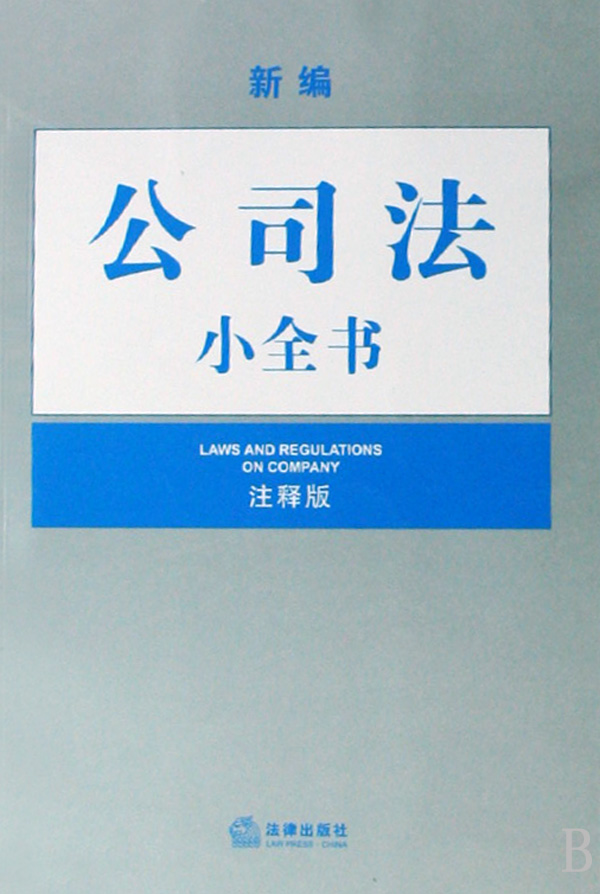 新编
公司法
小全书
LAWS AND REGULATIONS
ON COMPANY
注释版
法律出版社
LAW PRESS·CHINA
B